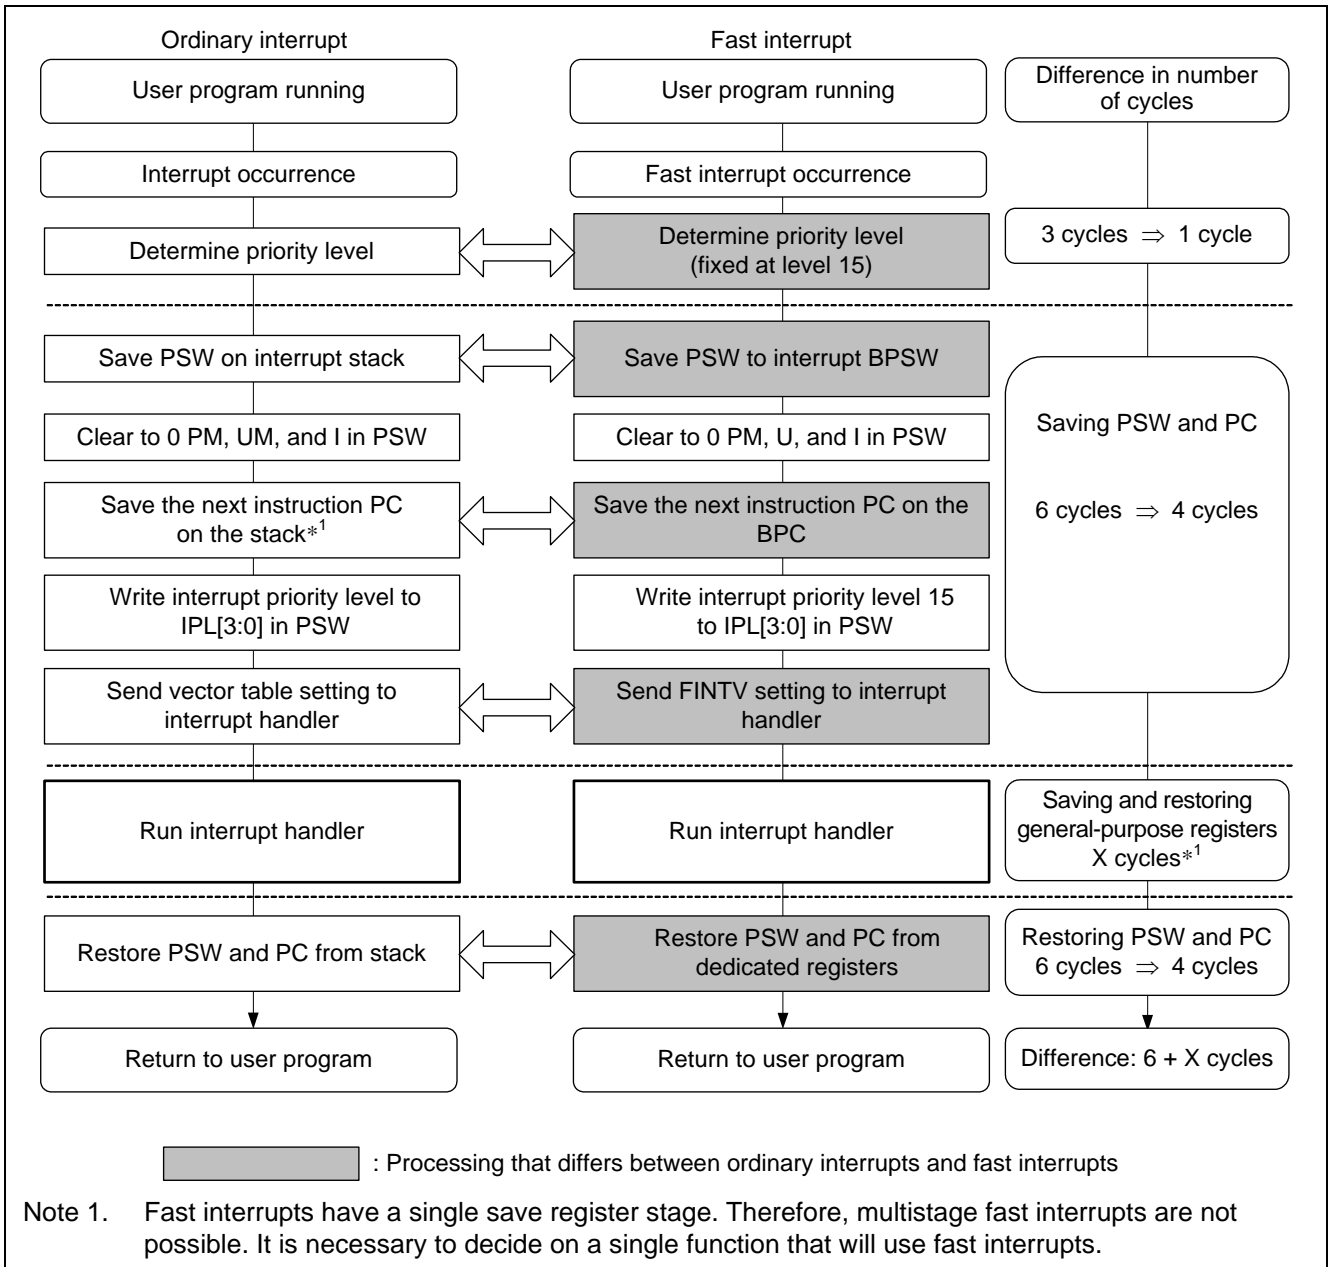 Ordinary interrupt
Fast interrupt
User program running
User program running
Difference in number
of cycles
Interrupt occurrence
Fast interrupt occurrence
Determine priority level
Determine priority level
(fixed at level 15)
3 cycles ⇒ 1 cycle
Save PSW on interrupt stack
Save PSW to interrupt BPSW
Clear to 0 PM, UM, and I in PSW
Clear to 0 PM, U, and I in PSW
Saving PSW and PC
6 cycles ⇒ 4 cycles
Save the next instruction PC
on the stack*1
Save the next instruction PC on the
BPC
Write interrupt priority level to
IPL[3:0] in PSW
Write interrupt priority level 15
to IPL[3:0] in PSW
Send vector table setting to
interrupt handler
Send FINTV setting to interrupt
handler
Run interrupt handler
Run interrupt handler
Saving and restoring
general-purpose registers
X cycles*1
Restore PSW and PC from stack
Restore PSW and PC from
dedicated registers
Restoring PSW and PC
6 cycles ⇒ 4 cycles
Return to user program
Return to user program
Difference: 6 + X cycles
: Processing that differs between ordinary interrupts and fast interrupts
Note 1. Fast interrupts have a single save register stage. Therefore, multistage fast interrupts are not
possible. It is necessary to decide on a single function that will use fast interrupts.